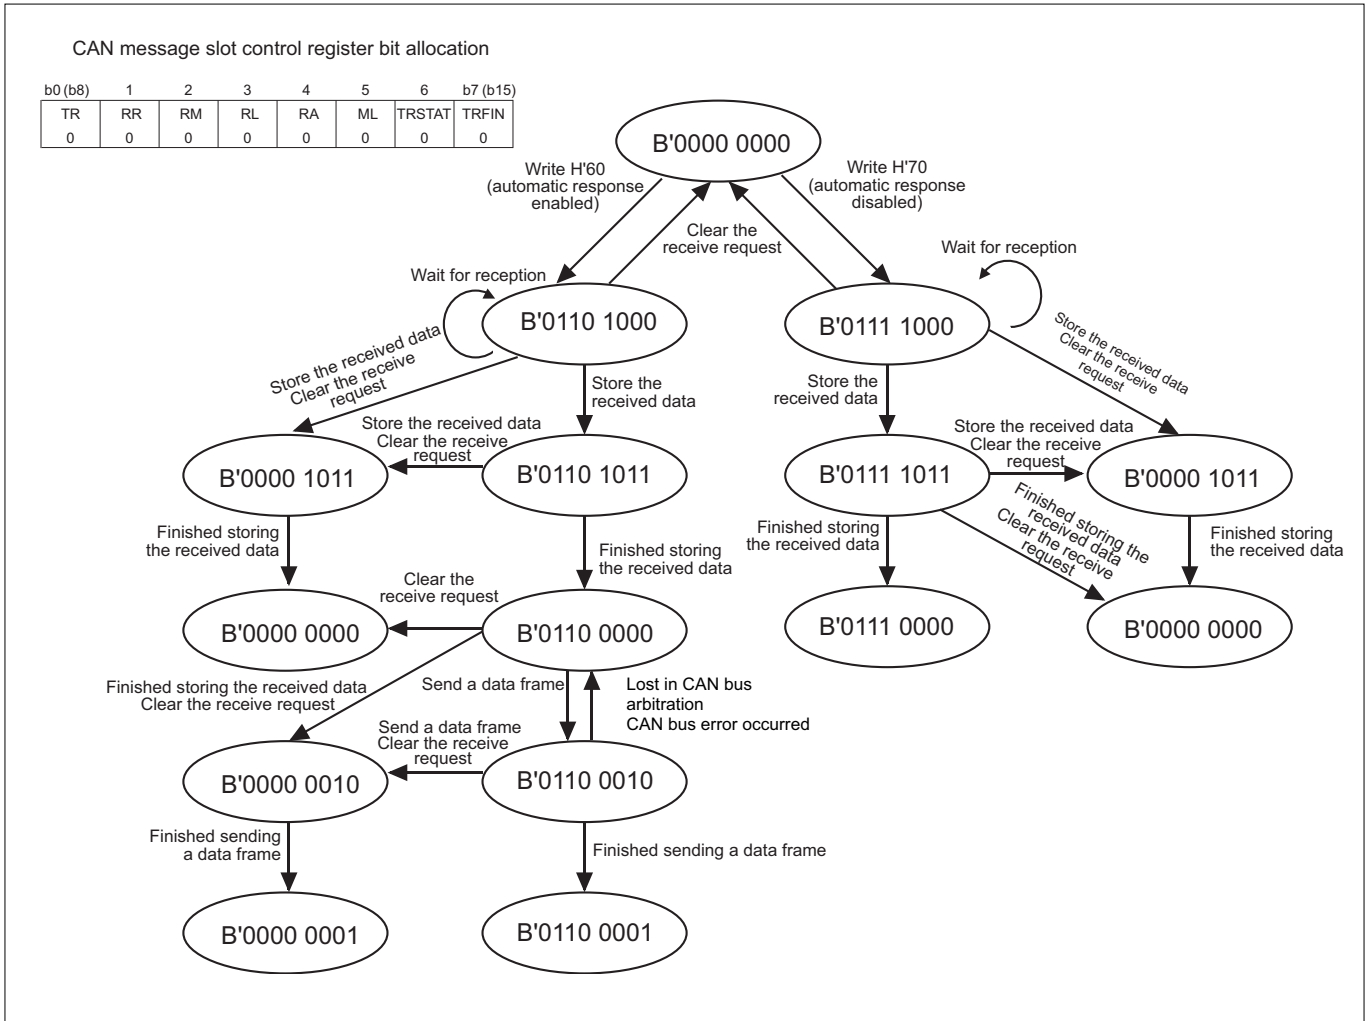 CAN message slot control register bit allocation
b0 (b8) 1 2 3 4 5 6 b7 (b15)
TR RR RM RL RA ML TRSTAT TRFIN
0 0 0 0 0 0 0 0
B'0000 0000
Write H'60
(automatic response
enabled)
Write H'70
(automatic response
disabled)
Clear the
receive request
Wait for reception
Wait for reception
B'0110 1000
B'0111 1000
Store the received data
Clear the receive
request
Store the
received data
Store the
received data
Store the received data
Clear the receive
request
Store the received data
Clear the receive
request
Store the received data
Clear the receive
request
B'0000 1011
B'0110 1011
B'0111 1011
B'0000 1011
Finished storing
the received data
Finished storing
the received data
Finished storing
the received data
Finished storing the
received data
Clear the receive
request
Finished storing
the received data
Clear the
receive request
B'0000 0000
B'0110 0000
B'0111 0000
B'0000 0000
Finished storing the received data
Clear the receive request
Send a data frame
Lost in CAN bus
arbitration
CAN bus error occurred
Send a data frame
Clear the receive
request
B'0000 0010
B'0110 0010
Finished sending
a data frame
Finished sending a data frame
B'0000 0001
B'0110 0001